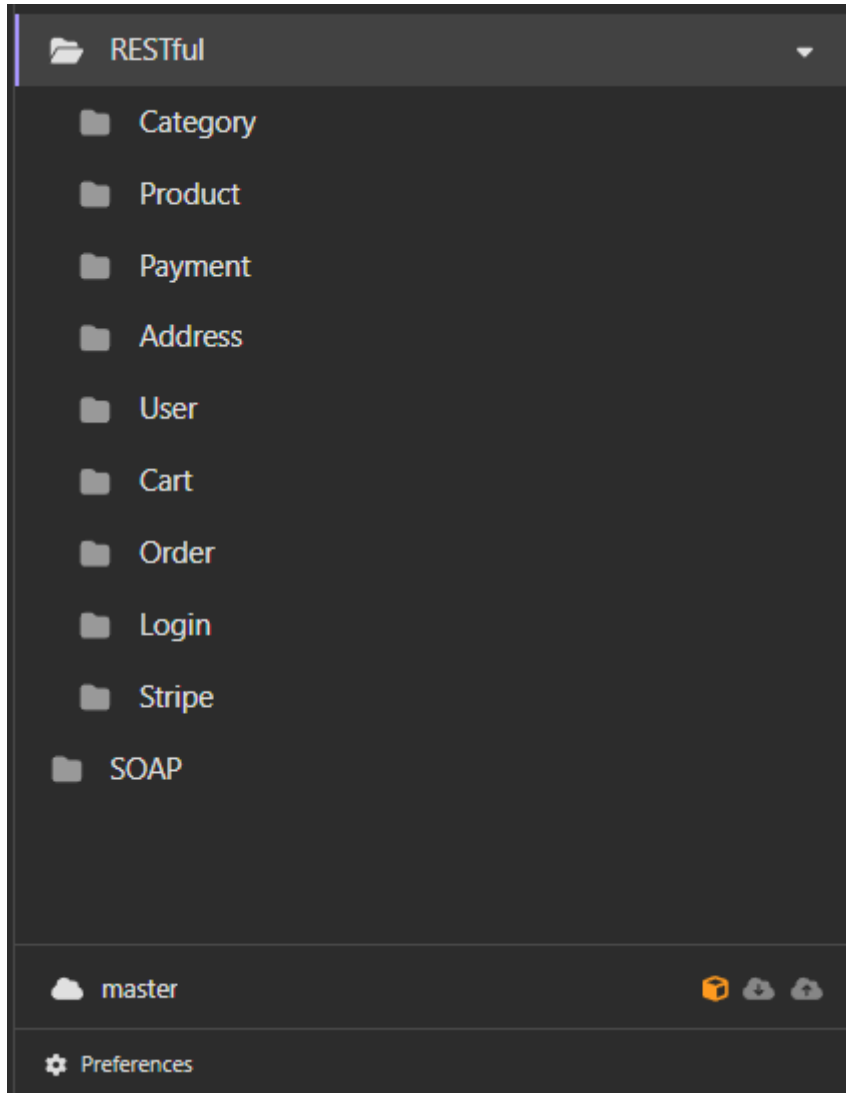 RESTful
Category
Product
Payment
Address
User
Cart
Order
Login
Stripe
SOAP
master
Preferences